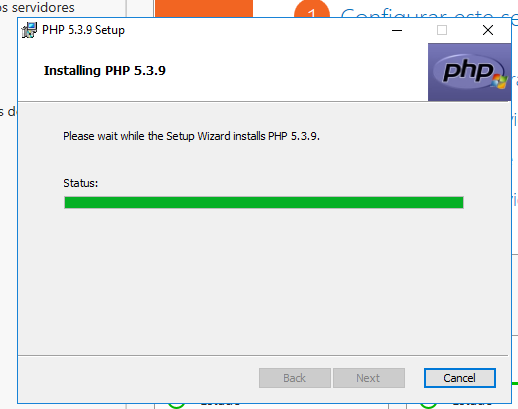 os servidores
1 Configurar este se
PHP 5.3.9 Setup
Installing PHP 5.3.9
php
Please wait while the Setup Wizard installs PHP 5.3.9.
Status:
Back
Next
Cancel